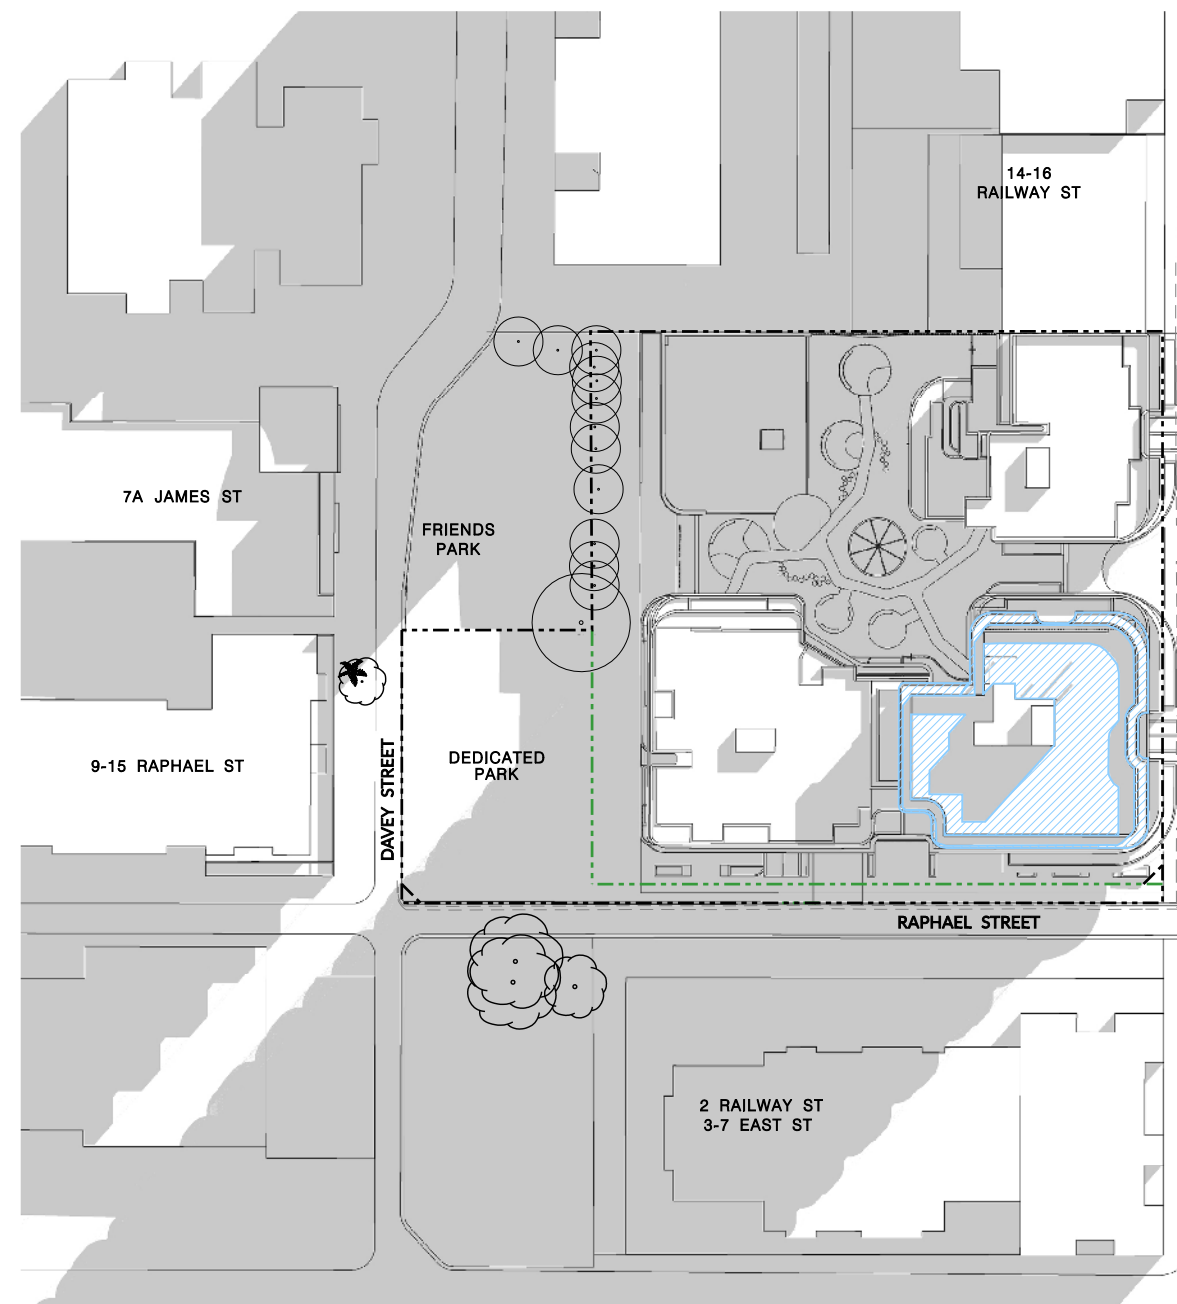 14-16
RAILWAY ST
7A JAMES ST
FRIENDS
PARK
9-15 RAPHAEL ST
DAVEY STREET
DEDICATED
PARK
RAPHAEL STREET
2 RAILWAY ST
3-7 EAST ST